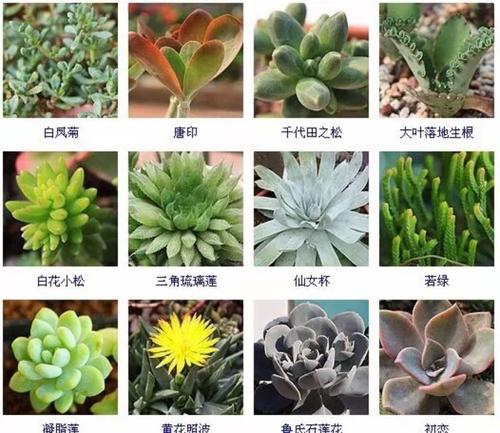 白凤菊
唐印
千代田之松
大叶落地生根
白花小松
三角琉璃莲
仙女杯
若绿
凝脂莲
黄花照波
鲁氏石莲花
初恋